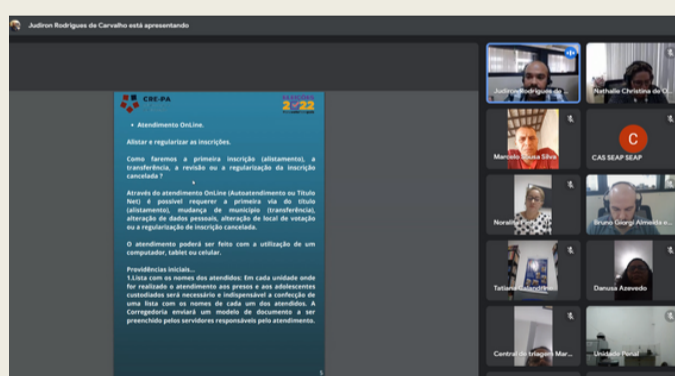 Judiron Rodrigues de Carvalho está apresentando
CRE-PA
ELEIÇÕES
2022
• Atendimento OnLine.
Alistar e regularizar as inscrições.
Como faremos a primeira inscrição (alistamento), a
transferência, a revisão ou a regularização da inscrição
cancelada ?
Através do atendimento OnLine (Autoatendimento ou Título
Net) é possível requerer a primeira via do título
(alistamento), mudança de município (transferência),
alteração de dados pessoais, alteração de local de votação
ou a regularização de inscrição cancelada.
O atendimento poderá ser feito com a utilização de um
computador, tablet ou celular.
Providências iniciais...
1.Lista com os nomes dos atendidos: Em cada unidade onde
for realizado o atendimento aos presos e aos adolescentes
custodiados será necessário e indispensável a confecção de
uma lista com os nomes de cada um dos atendidos. A
Corregedoria enviará um modelo de documento a ser
preenchido pelos servidores responsáveis pelo atendimento.
5
Judiron Rodrigues de ...
Nathalie Christina de O...
Marcelo Sousa Silva
C
CAS SEAP SEAP
Bruno Giorgi Almeida e...
Tatiana
Danusa Azevedo
Central de triagem Mar...
Unidade Penal